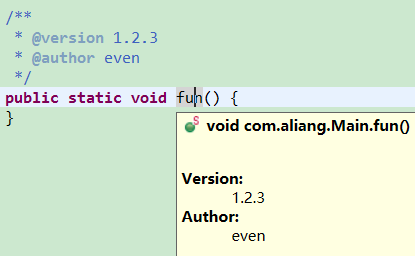 /**
 * @version 1.2.3
 * @author even
 */
public static void fun() {
}
S void com.aliang.Main.fun()
Version:
1.2.3
Author:
even